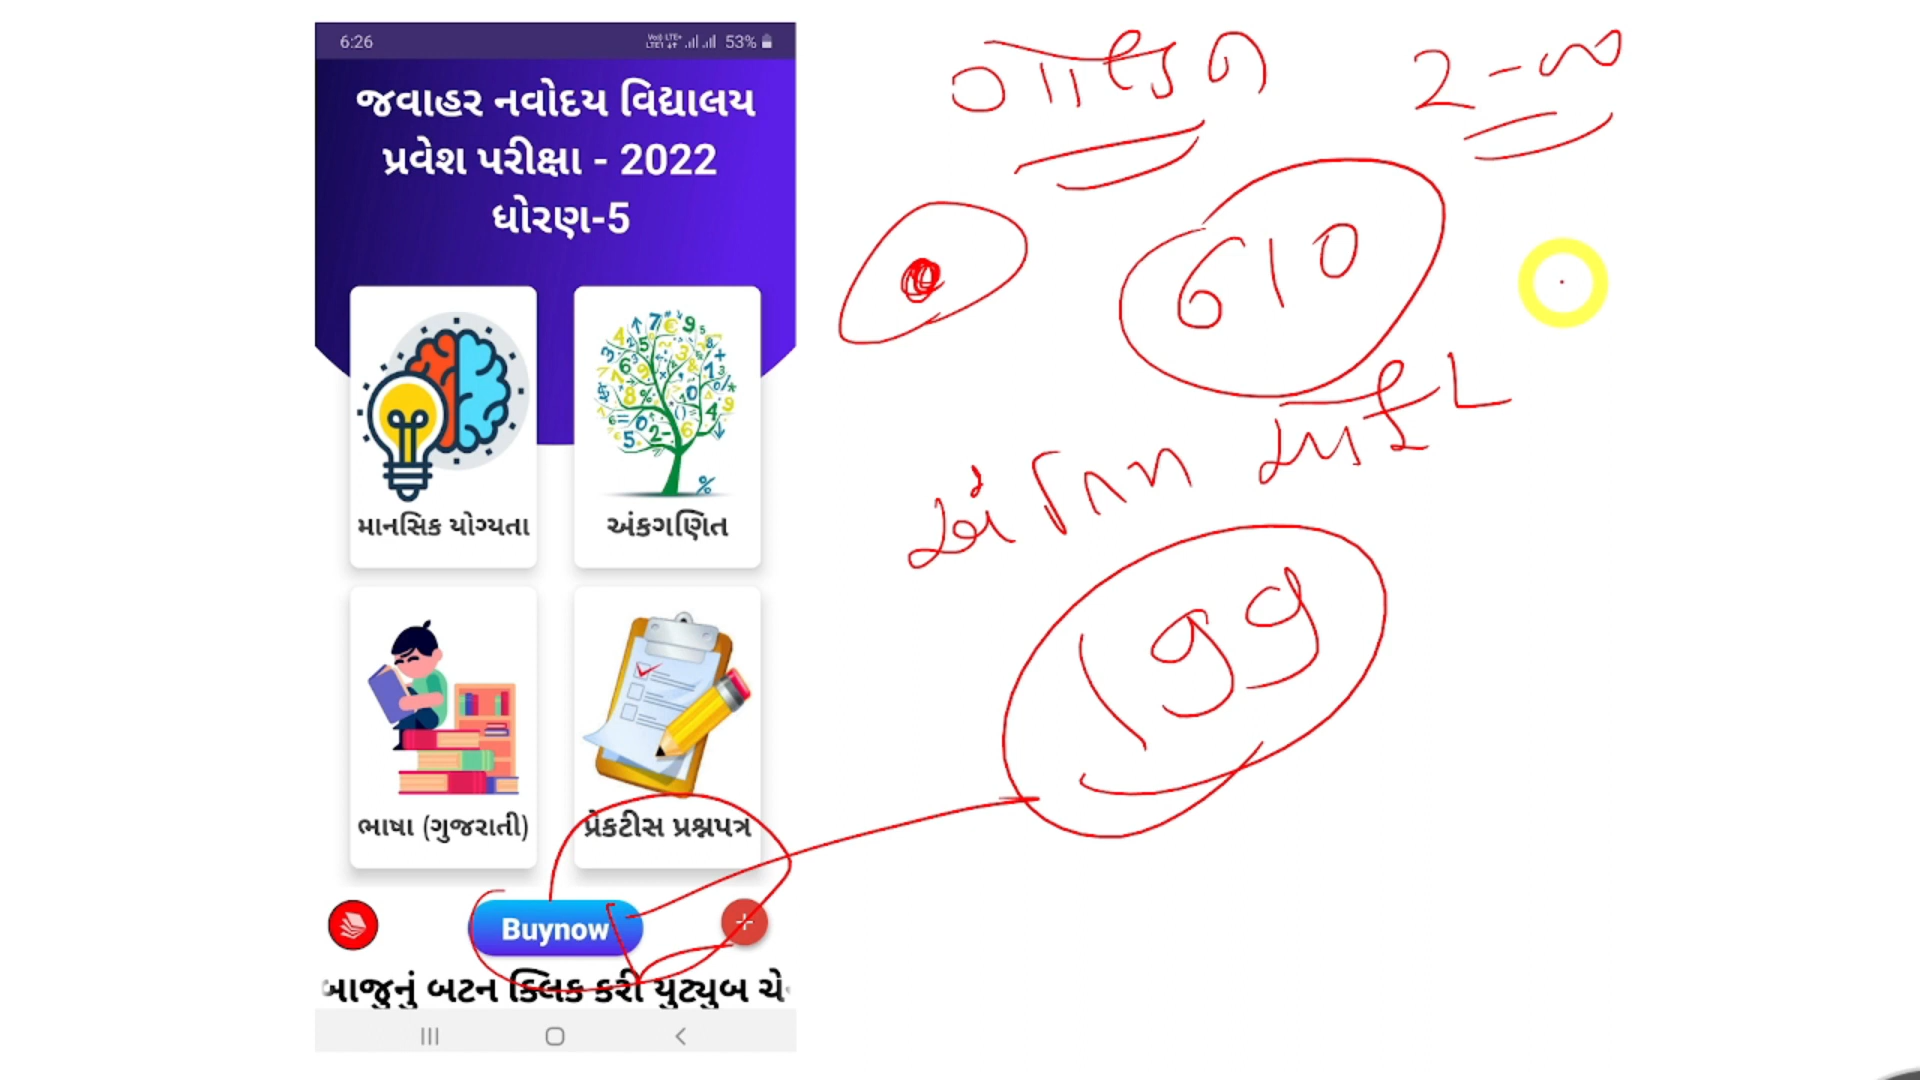 6:26
53%
જવાહર નવોદય વિદ્યાલય
પ્રવેશ પરીક્ષા - 2022
ધોરણ-5
માનસિક યોગ્યતા
અંકગણિત
ભાષા (ગુજરાતી)
પ્રેકટીસ પ્રશ્નપત્ર
Buynow
બાજુનું બટન ક્લિક કરી યુટ્યુબ ચે
610
199